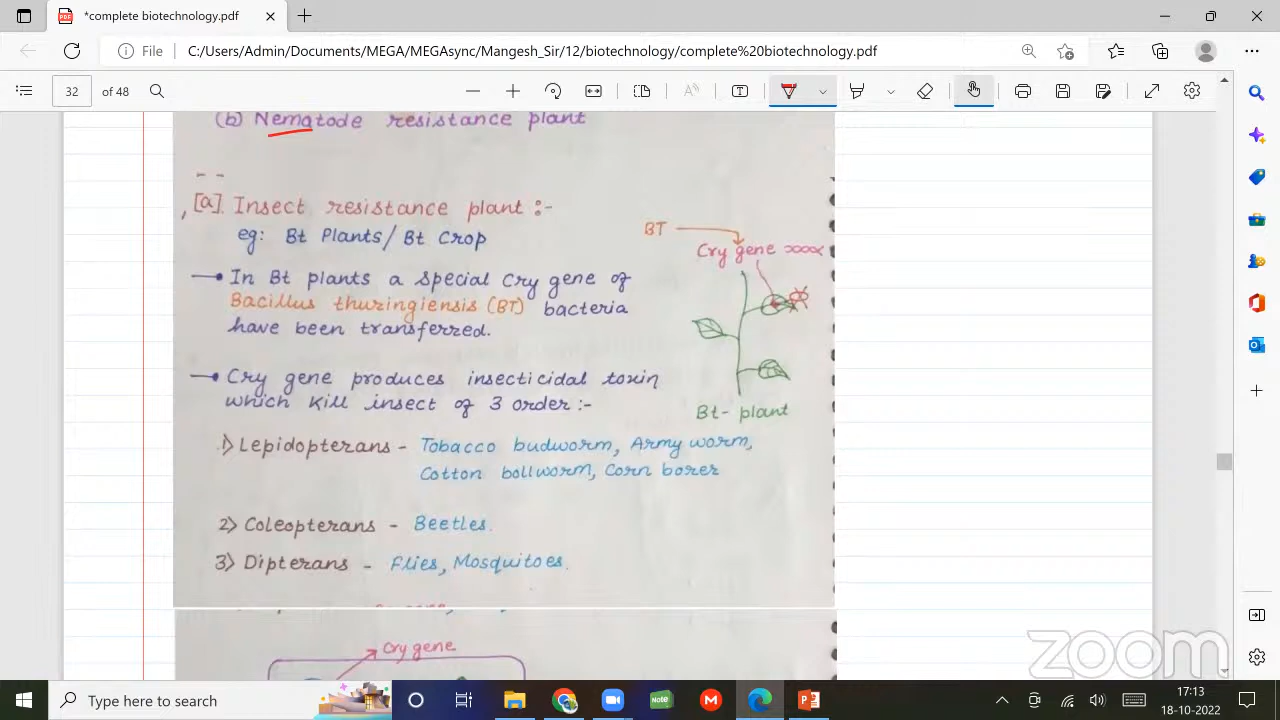 *complete biotechnology.pdf
File C:/Users/Admin/Documents/MEGA/MEGAsync/Mangesh_Sir/12/biotechnology/complete%20biotechnology.pdf
32 of 48
(b) Nematode resistance plant
[a]. Insect resistance plant :-
eg: Bt Plants/ Bt Crop
BT
Cry gene
In Bt plants a special Cry gene of
Bacillus thuringiensis (BT) bacteria
have been transferred.
Cry gene produces insecticidal toxin
which kill insect of 3 order :-
Bt- plant
1) Lepidopterans - Tobacco budworm, Army worm,
Cotton bollworm, Corn borer
2) Coleopterans - Beetles.
3) Dipterans - Flies, Mosquitoes.
Cry gene
zoom
Type here to search
Note
17:13
18-10-2022